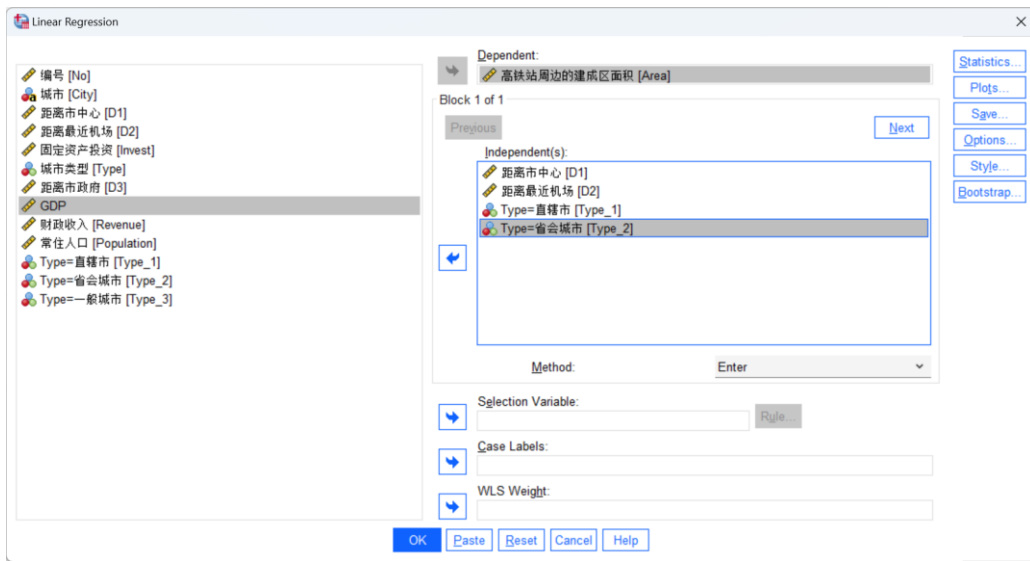 Linear Regression
编号 [No]
城市 [City]
距离市中心 [D1]
距离最近机场 [D2]
固定资产投资 [Invest]
城市类型 [Type]
距离市政府 [D3]
GDP
财政收入 [Revenue]
常住人口 [Population]
Type=直辖市 [Type_1]
Type=省会城市 [Type_2]
Type=一般城市 [Type_3]
Dependent:
高铁站周边的建成区面积 [Area]
Block 1 of 1
Previous
Next
Independent(s):
距离市中心 [D1]
距离最近机场 [D2]
Type=直辖市 [Type_1]
Type=省会城市 [Type_2]
Method:
Enter
Selection Variable:
Rule...
Case Labels:
WLS Weight:
Statistics...
Plots...
Save...
Options...
Style...
Bootstrap...
OK
Paste
Reset
Cancel
Help